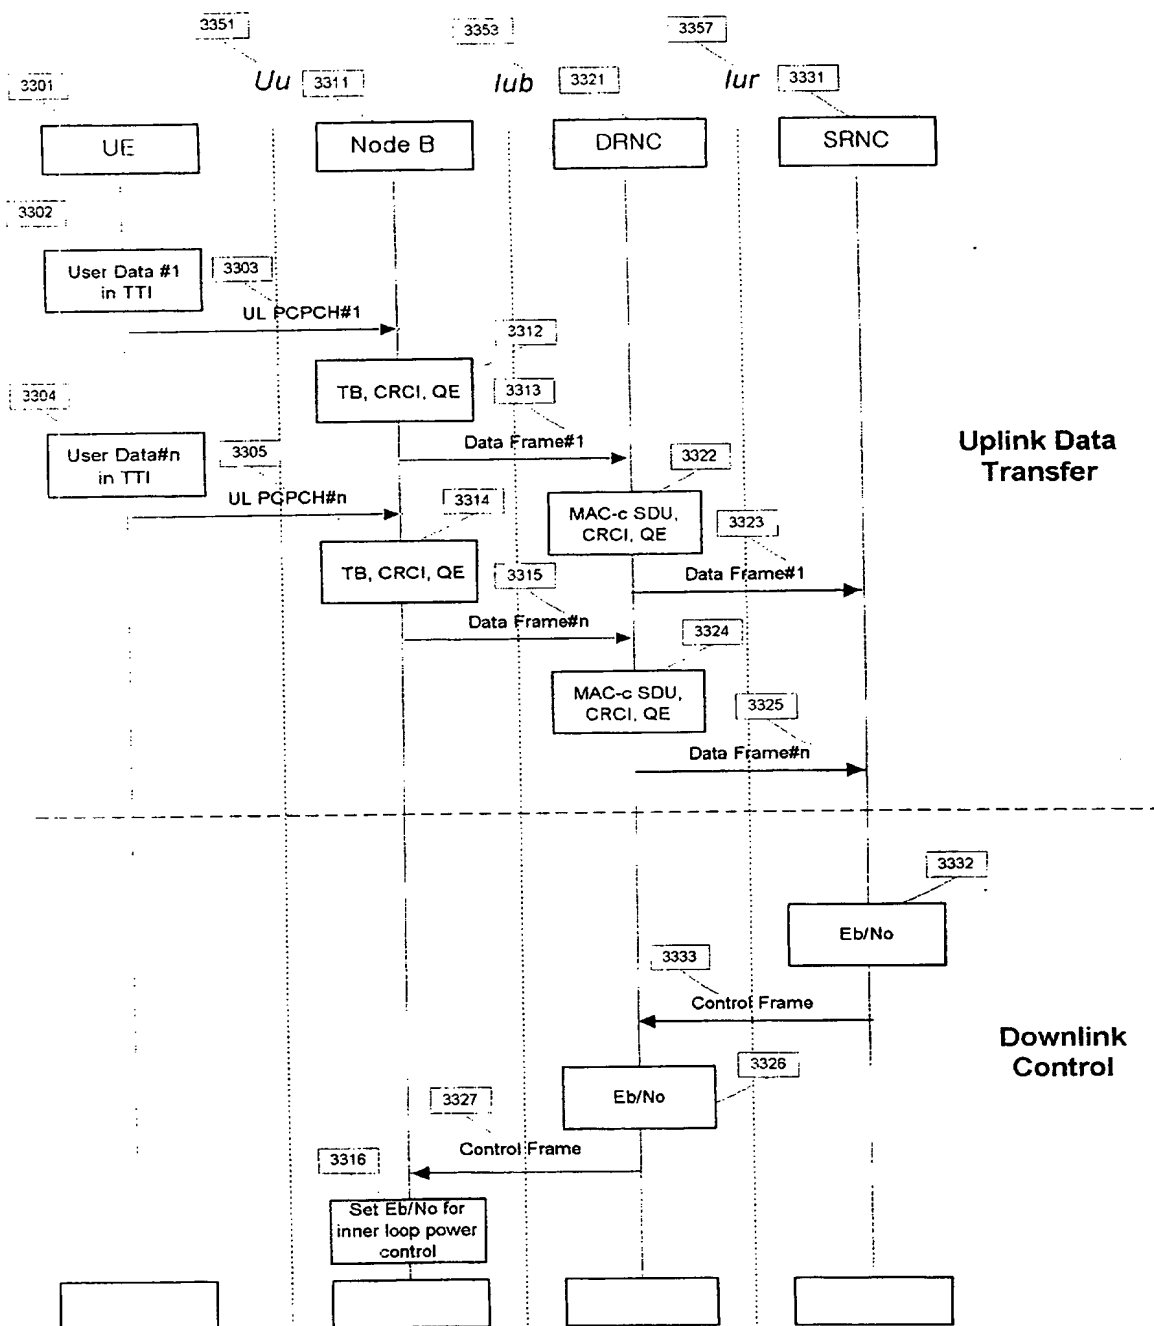 3351
3353
3357
3301
Uu
3311
Iub
3321
Iur
3331
UE
Node B
DRNC
SRNC
3302
User Data #1
in TTI
3303
UL PCPCH#1
3312
TB, CRCI, QE
3313
3304
Data Frame#1
User Data#n
in TTI
3305
3322
Uplink Data
Transfer
UL PCPCH#n
3314
MAC-c SDU,
CRCI, QE
3323
TB, CRCI, QE
3315
Data Frame#1
Data Frame#n
3324
MAC-c SDU,
CRCI, QE
3325
Data Frame#n
3332
Eb/No
3333
Control Frame
Downlink
Control
3326
Eb/No
3327
Control Frame
3316
Set Eb/No for
inner loop power
control